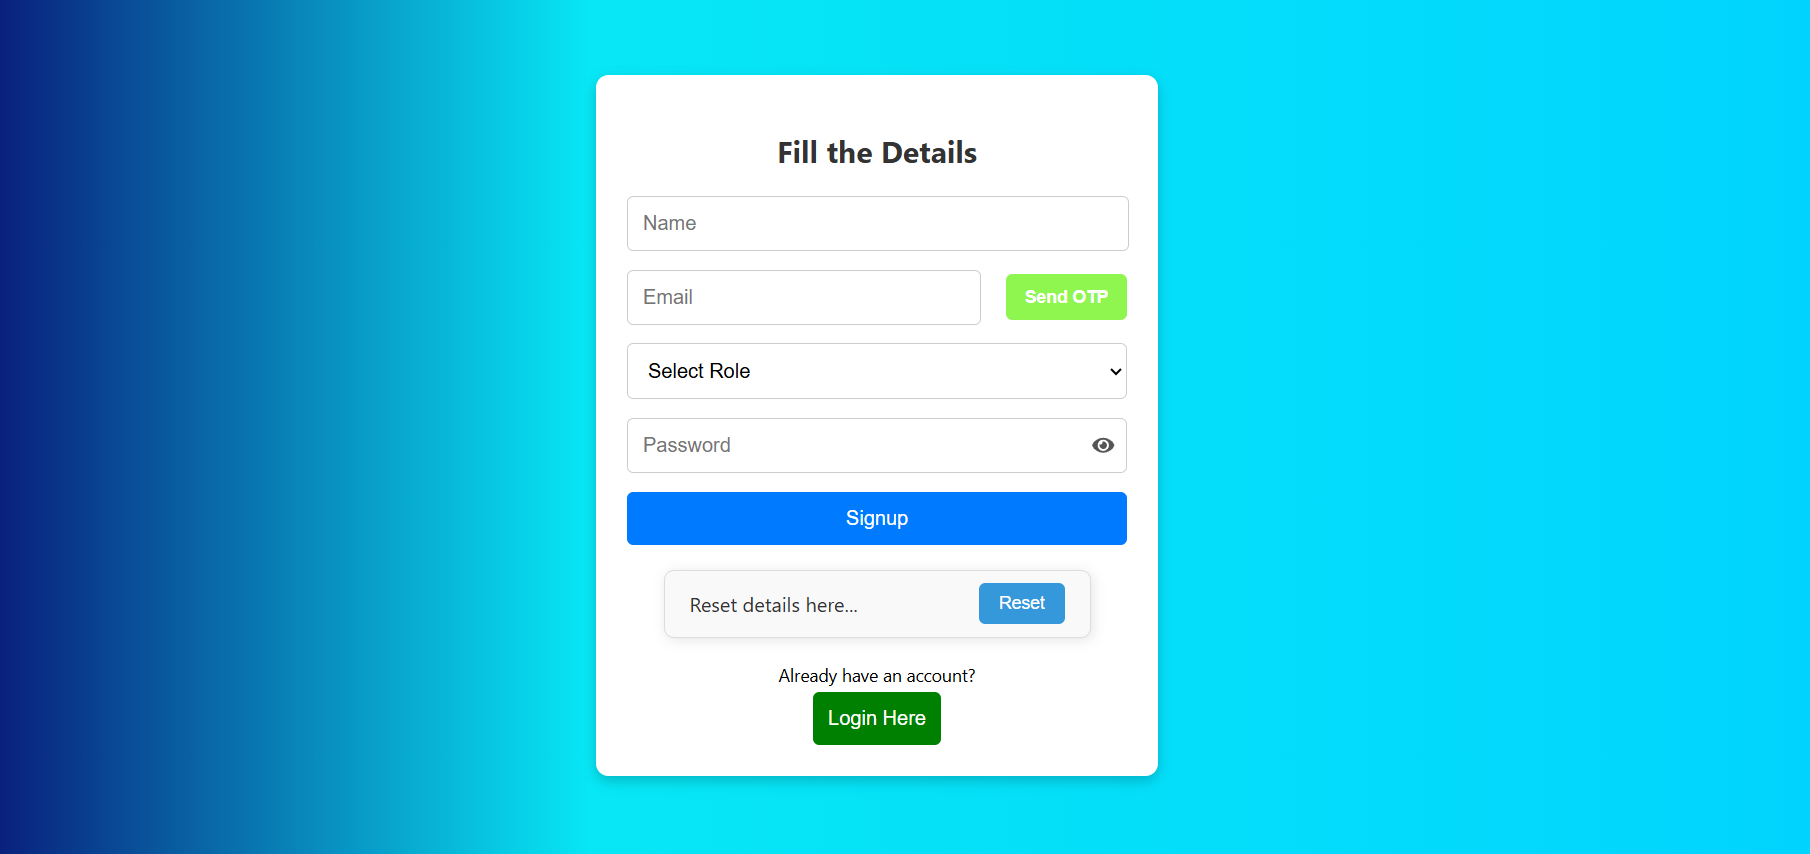 Fill the Details
Name
Email
Send OTP
Select Role
Password
Signup
Reset details here...
Reset
Already have an account?
Login Here